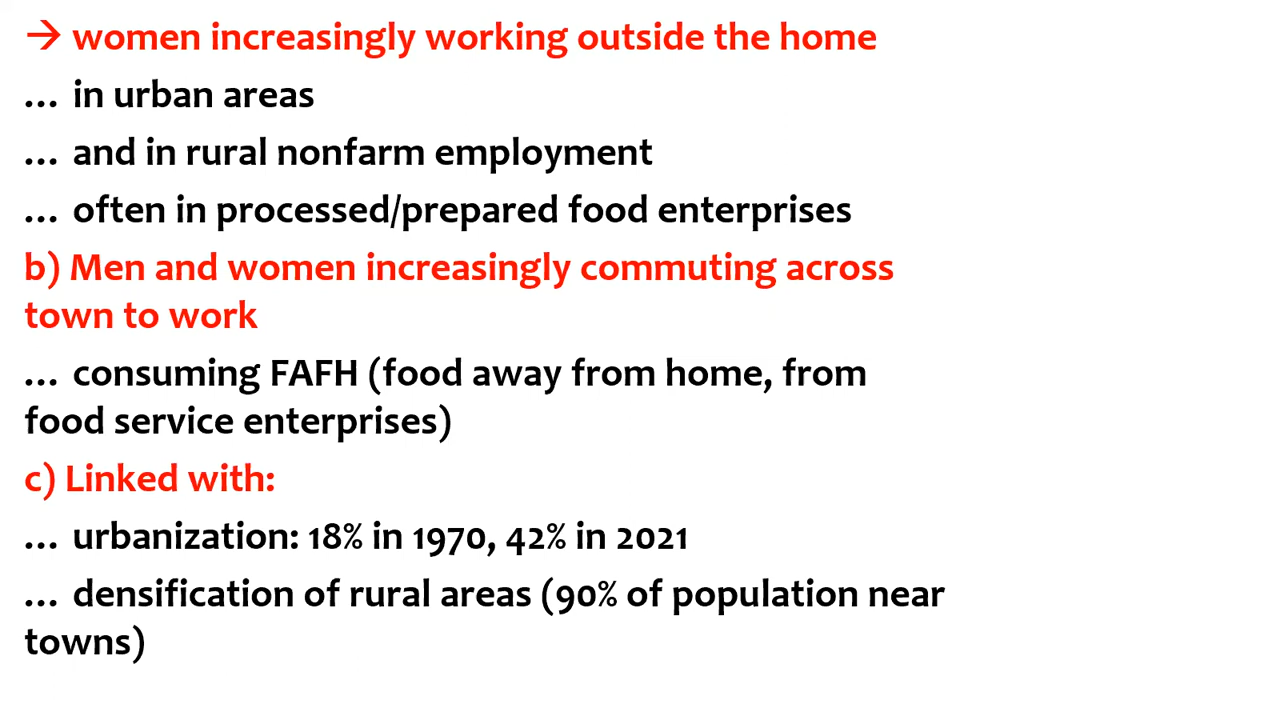 → women increasingly working outside the home
… in urban areas
… and in rural nonfarm employment
… often in processed/prepared food enterprises
b) Men and women increasingly commuting across
town to work
… consuming FAFH (food away from home, from
food service enterprises)
c) Linked with:
… urbanization: 18% in 1970, 42% in 2021
… densification of rural areas (90% of population near
towns)